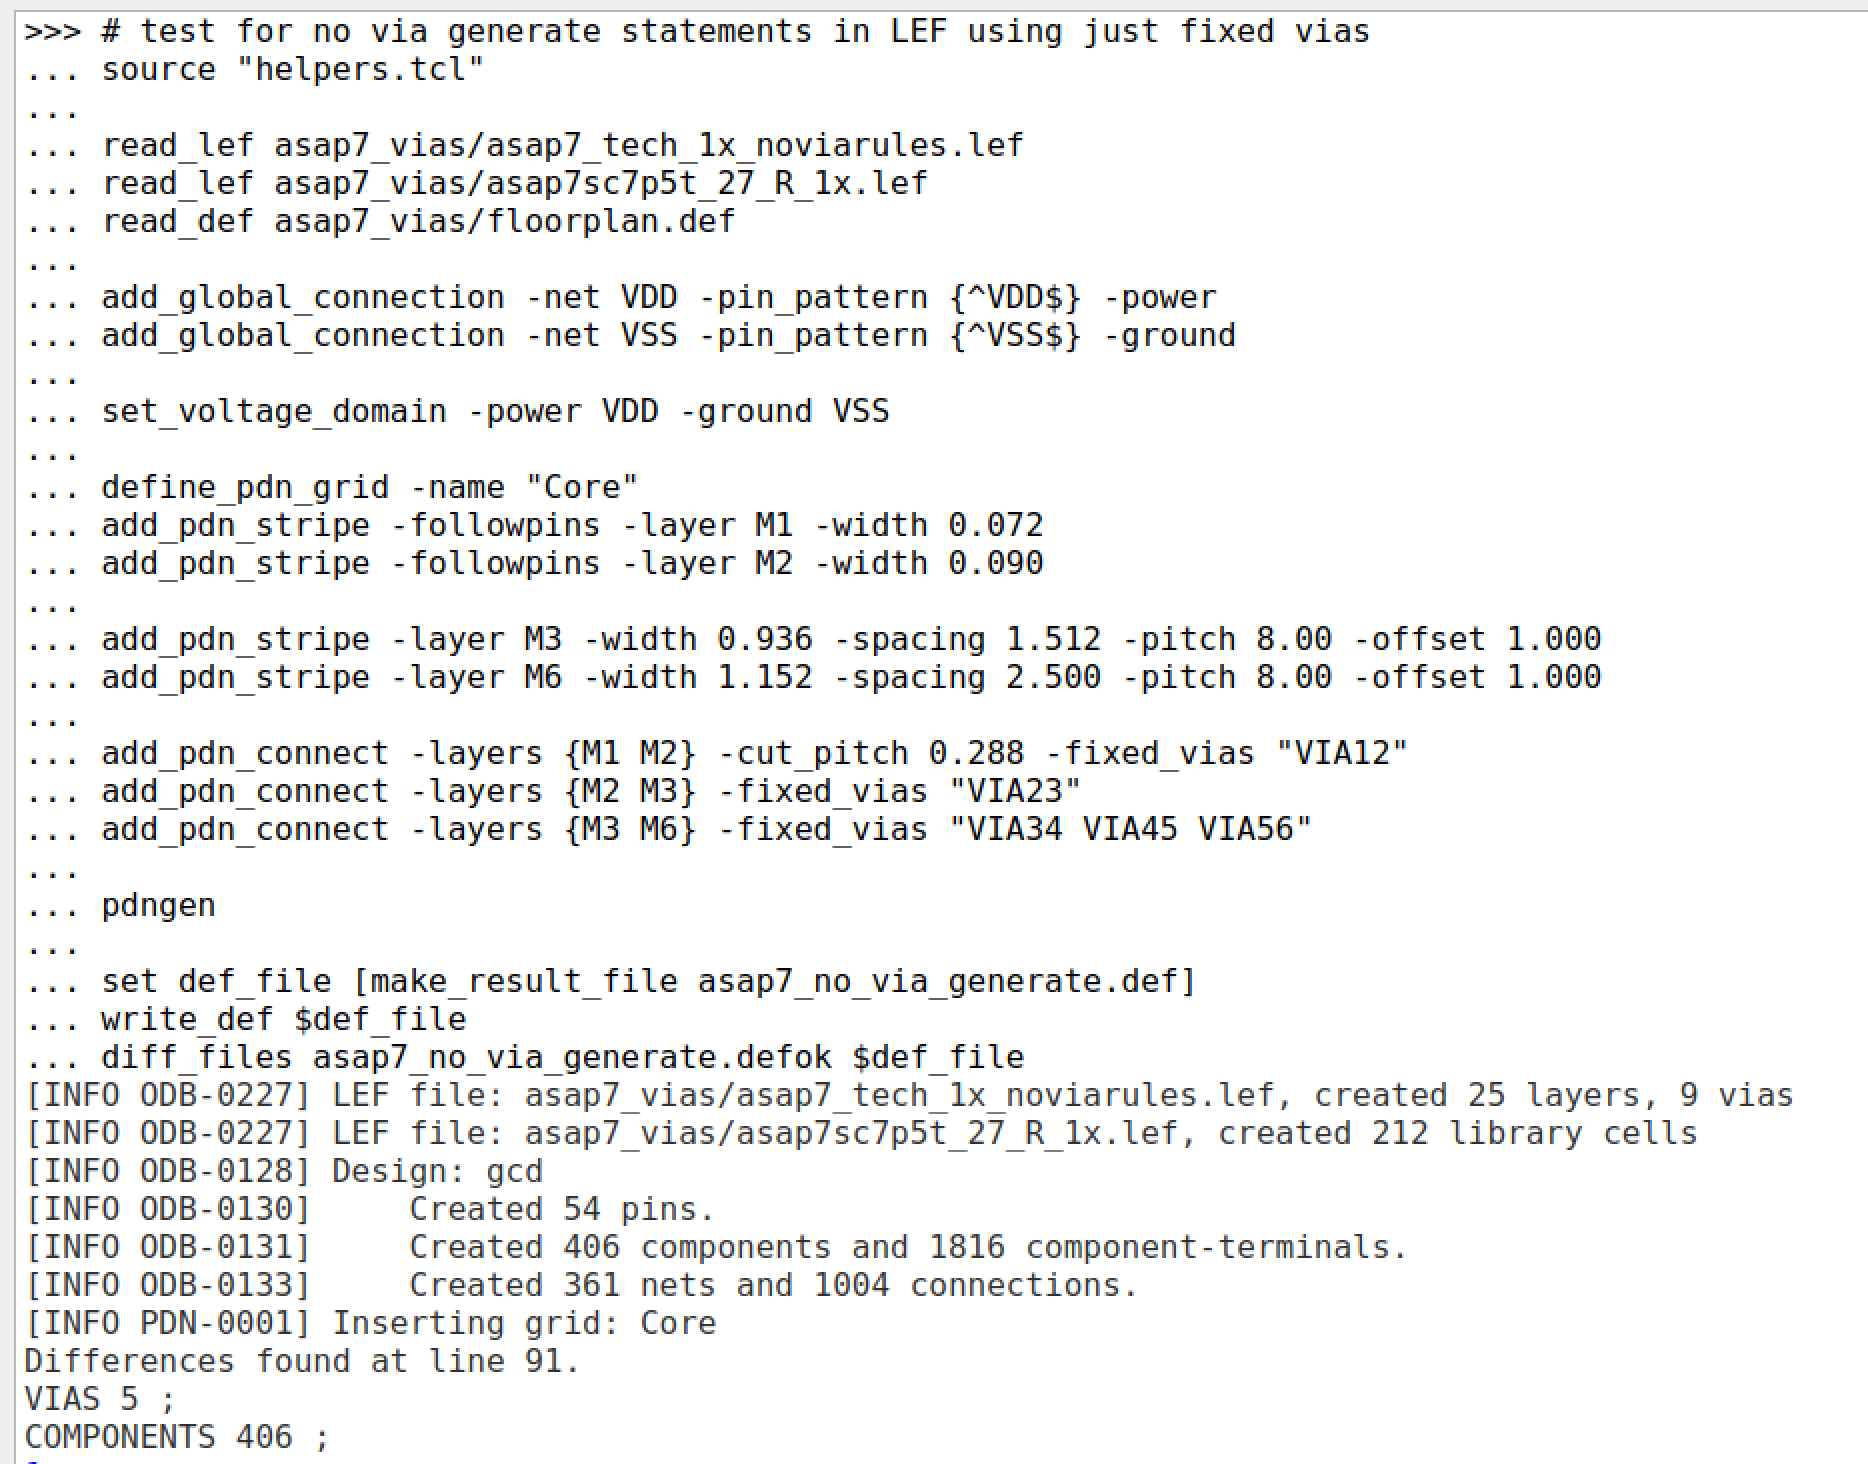 >>> # test for no via generate statements in LEF using just fixed vias
... source "helpers.tcl"
...
... read_lef asap7_vias/asap7_tech_1x_noviarules.lef
... read_lef asap7_vias/asap7sc7p5t_27_R_1x.lef
... read_def asap7_vias/floorplan.def
...
... add_global_connection -net VDD -pin_pattern {^VDD$} -power
... add_global_connection -net VSS -pin_pattern {^VSS$} -ground
...
... set_voltage_domain -power VDD -ground VSS
...
... define_pdn_grid -name "Core"
... add_pdn_stripe -followpins -layer M1 -width 0.072
... add_pdn_stripe -followpins -layer M2 -width 0.090
...
... add_pdn_stripe -layer M3 -width 0.936 -spacing 1.512 -pitch 8.00 -offset 1.000
... add_pdn_stripe -layer M6 -width 1.152 -spacing 2.500 -pitch 8.00 -offset 1.000
...
... add_pdn_connect -layers {M1 M2} -cut_pitch 0.288 -fixed_vias "VIA12"
... add_pdn_connect -layers {M2 M3} -fixed_vias "VIA23"
... add_pdn_connect -layers {M3 M6} -fixed_vias "VIA34 VIA45 VIA56"
...
... pdngen
...
... set def_file [make_result_file asap7_no_via_generate.def]
... write_def $def_file
... diff_files asap7_no_via_generate.defok $def_file
[INFO ODB-0227] LEF file: asap7_vias/asap7_tech_1x_noviarules.lef, created 25 layers, 9 vias
[INFO ODB-0227] LEF file: asap7_vias/asap7sc7p5t_27_R_1x.lef, created 212 library cells
[INFO ODB-0128] Design: gcd
[INFO ODB-0130]     Created 54 pins.
[INFO ODB-0131]     Created 406 components and 1816 component-terminals.
[INFO ODB-0133]     Created 361 nets and 1004 connections.
[INFO PDN-0001] Inserting grid: Core
Differences found at line 91.
VIAS 5 ;
COMPONENTS 406 ;